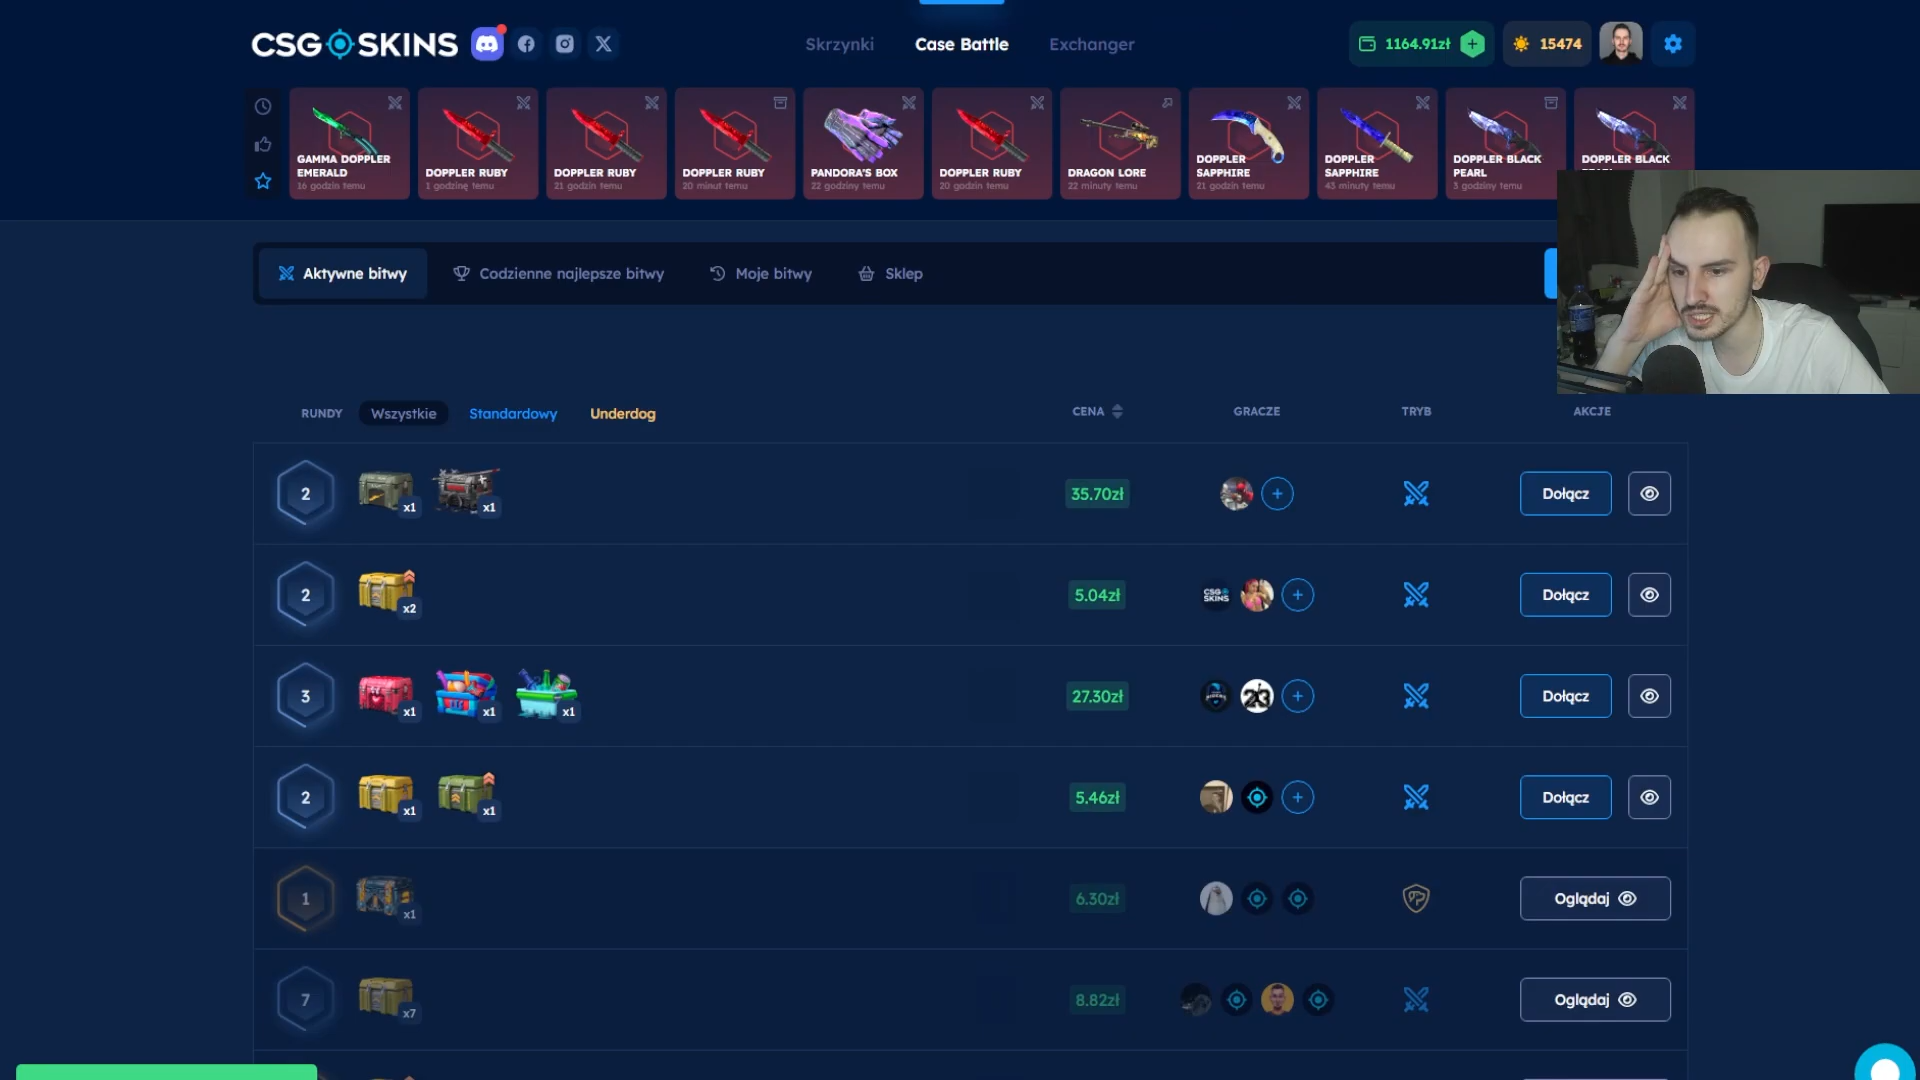 CSG SKINS
Skrzynki
Case Battle
Exchanger
1164.91zł
15474
GAMMA DOPPLER EMERALD
16 godzin temu
DOPPLER RUBY
1 godzinę temu
DOPPLER RUBY
21 godzin temu
DOPPLER RUBY
20 minut temu
PANDORA'S BOX
22 godziny temu
DOPPLER RUBY
20 godzin temu
DRAGON LORE
22 minuty temu
DOPPLER SAPPHIRE
21 godzin temu
DOPPLER SAPPHIRE
43 minuty temu
DOPPLER BLACK PEARL
3 godziny temu
DOPPLER BLACK
Aktywne bitwy
Codzienne najlepsze bitwy
Moje bitwy
Sklep
RUNDY
Wszystkie
Standardowy
Underdog
CENA
GRACZE
TRYB
AKCJE
2
x1
x1
35.70zł
Dołącz
2
x2
5.04zł
CSG SKINS
Dołącz
3
x1
x1
x1
27.30zł
23
Dołącz
2
x1
x1
5.46zł
Dołącz
1
x1
6.30zł
Oglądaj
7
x7
8.82zł
Oglądaj